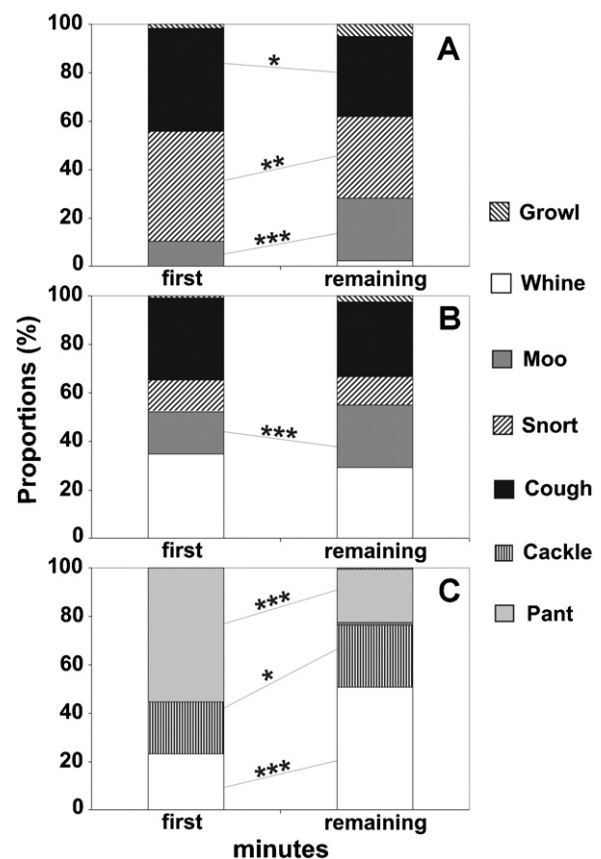 100
80
60
40
20
0
A
*
**
***
first remaining
100
80
60
40
20
0
B
***
first remaining
100
80
60
40
20
0
C
***
*
***
first remaining
minutes
Proportions (%)
Growl
Whine
Moo
Snort
Cough
Cackle
Pant